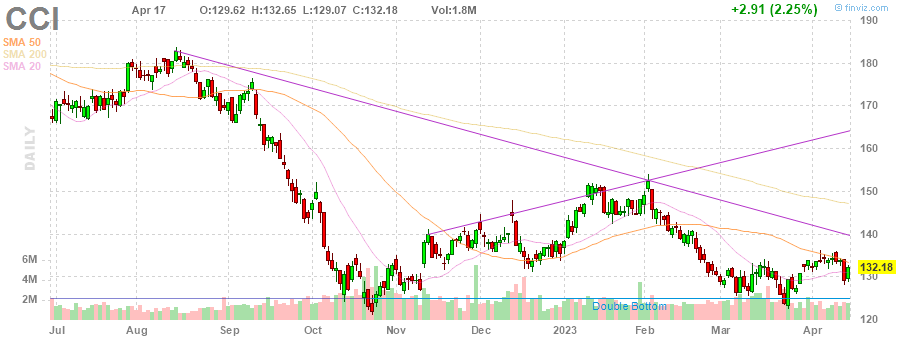 CCI Apr 17 O:129.62 H:132.65 L:129.07 C:132.18 Vol:1.8M +2.91 (2.25%) © finviz.com
SMA 50
SMA 200
SMA 20
190
180
170
160
150
140
130
120
132.18
DAILY
6M
4M
2M
Double Bottom
Jul Aug Sep Oct Nov Dec 2023 Feb Mar Apr